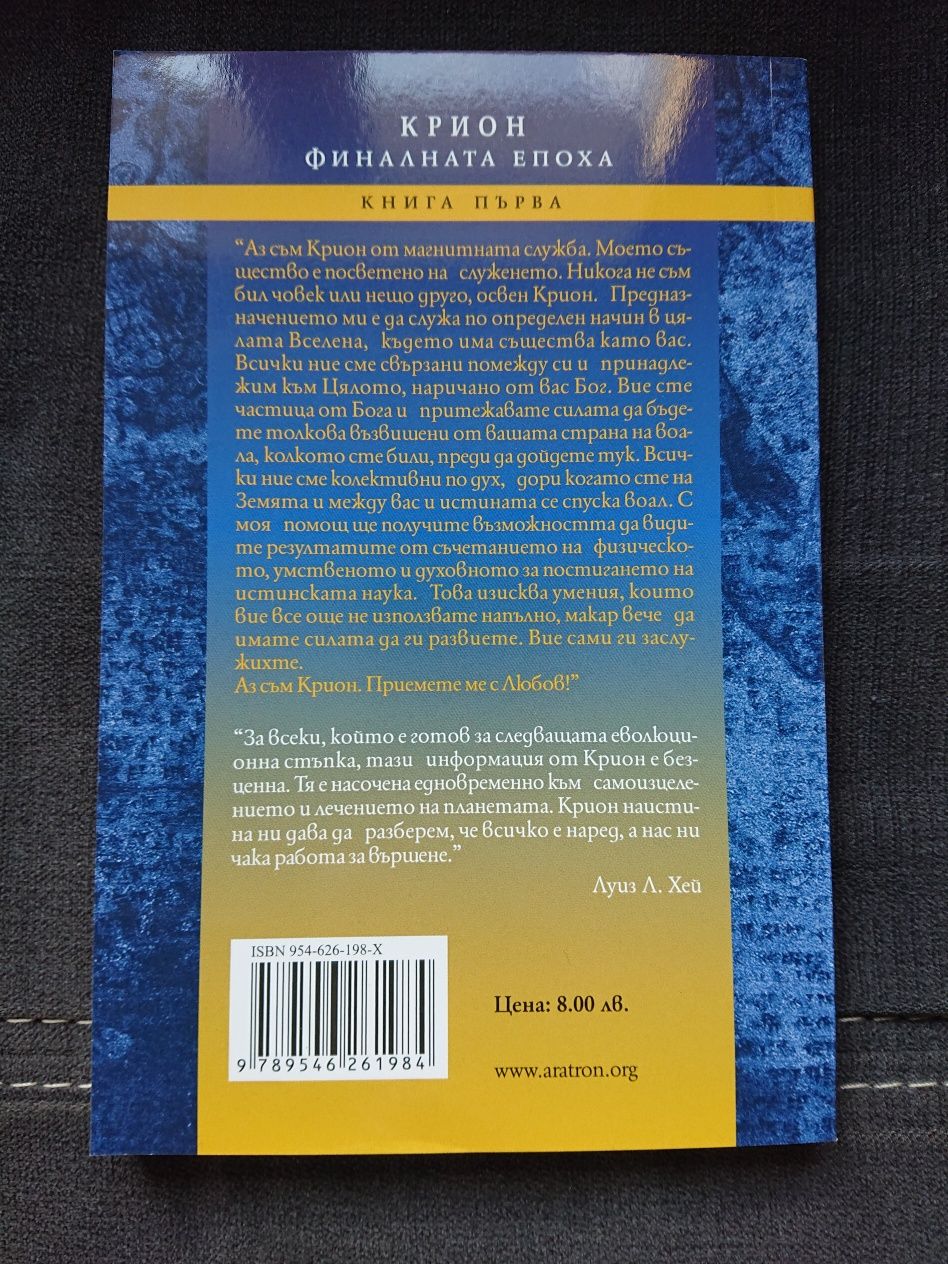 КРИОН
ФИНАЛНАТА ЕПОХА
КНИГА ПЪРВА
“Аз съм Крион от магнитната служба. Моето съ-
щество е посветено на служенето. Никога не съм
бил човек или нещо друго, освен Крион. Предназ-
начението ми е да служа по определен начин в ця-
лата Вселена, където има същества като вас.
Всички ние сме свързани помежду си и принадле-
жим към Цялото, наричано от вас Бог. Вие сте
частица от Бога и притежавате силата да бъде-
те толкова възвишени от вашата страна на воа-
ла, колкото сте били, преди да дойдете тук. Всич-
ки ние сме колективни по дух, дори когато сте на
Земята и между вас и истината се спуска воал. С
моя помощ ще получите възможността да види-
те резултатите от съчетанието на физическо-
то, умственото и духовното за постигането на
истинската наука. Това изисква умения, които
вие все още не използвате напълно, макар вече да
имате силата да ги развиете. Вие сами ги заслу-
жихте.
Аз съм Крион. Приемете ме с Любов!”
“За всеки, който е готов за следващата еволюци-
онна стъпка, тази информация от Крион е без-
ценна. Тя е насочена едновременно към самоизцеле-
нието и лечението на планетата. Крион наисти-
на ни дава да разберем, че всичко е наред, а нас ни
чака работа за вършене.”
Луиз Л. Хей
ISBN 954-626-198-X
9 789546 261984
Цена: 8.00 лв.
www.aratron.org